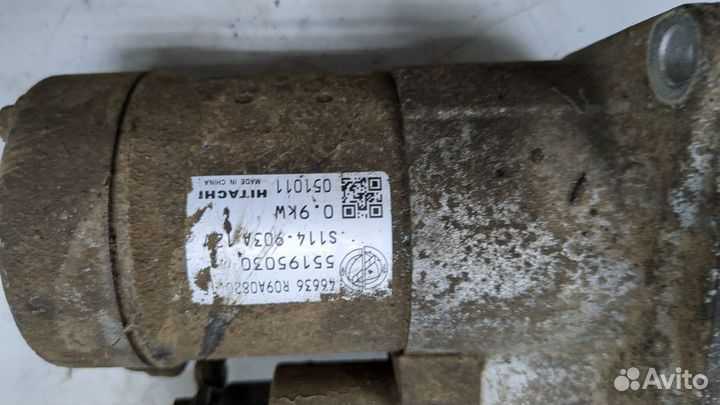 HITACHI
MADE IN CHINA
051011
0.9kW
S114-903A
55195030
46636 R09A0820
Avito